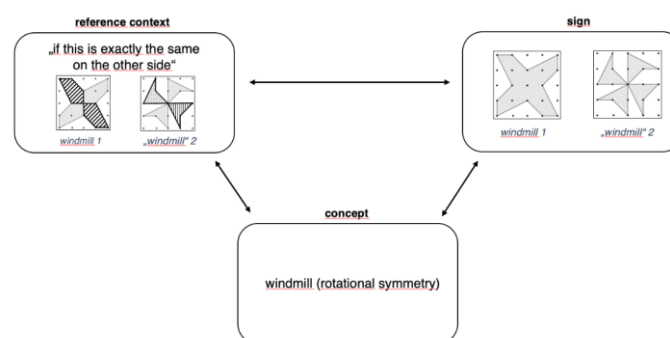 reference context
„if this is exactly the same
on the other side“
windmill 1
„windmill“ 2
sign
windmill 1
„windmill“ 2
concept
windmill (rotational symmetry)